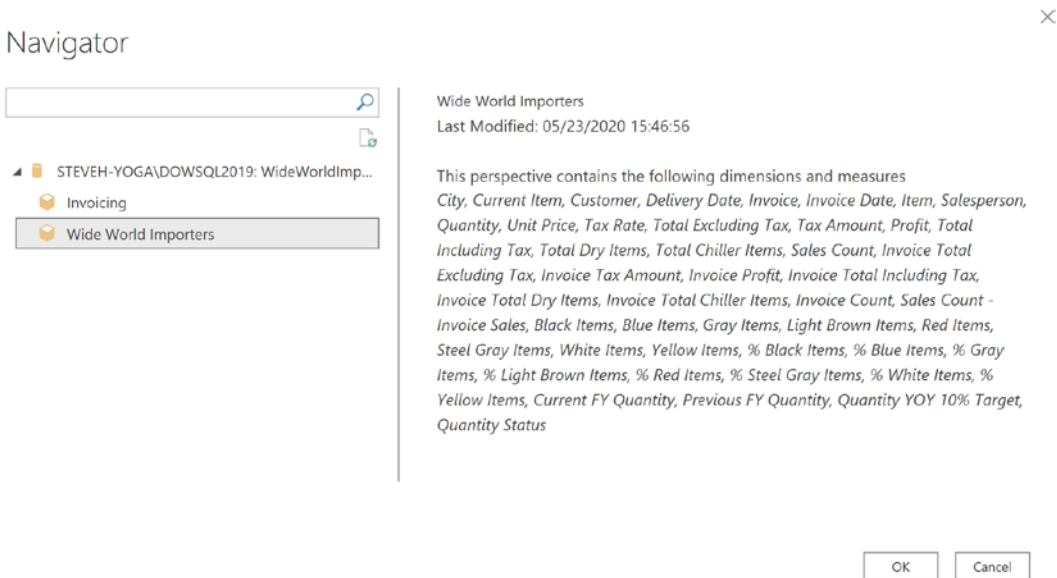 Navigator
STEVEH-YOGA\DOWSQL2019: WideWorldImp...
Invoicing
Wide World Importers
Wide World Importers
Last Modified: 05/23/2020 15:46:56
This perspective contains the following dimensions and measures
City, Current Item, Customer, Delivery Date, Invoice, Invoice Date, Item, Salesperson,
Quantity, Unit Price, Tax Rate, Total Excluding Tax, Tax Amount, Profit, Total
Including Tax, Total Dry Items, Total Chiller Items, Sales Count, Invoice Total
Excluding Tax, Invoice Tax Amount, Invoice Profit, Invoice Total Including Tax,
Invoice Total Dry Items, Invoice Total Chiller Items, Invoice Count, Sales Count -
Invoice Sales, Black Items, Blue Items, Gray Items, Light Brown Items, Red Items,
Steel Gray Items, White Items, Yellow Items, % Black Items, % Blue Items, % Gray
Items, % Light Brown Items, % Red Items, % Steel Gray Items, % White Items, %
Yellow Items, Current FY Quantity, Previous FY Quantity, Quantity YOY 10% Target,
Quantity Status
OK
Cancel